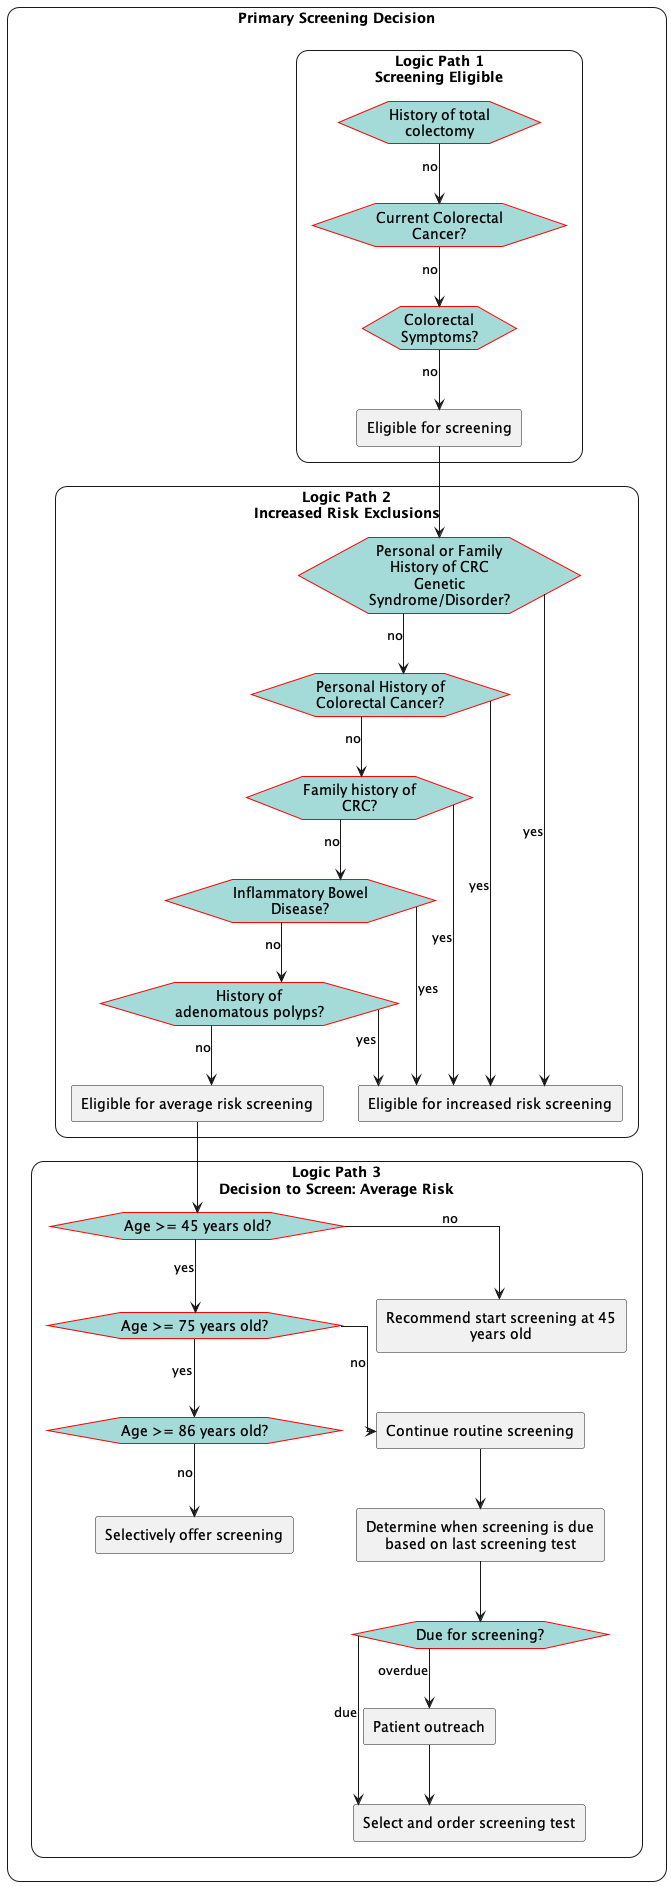 Primary Screening Decision
Logic Path 1
Screening Eligible
History of total
colectomy
no
Current Colorectal
Cancer?
no
Colorectal
Symptoms?
no
Eligible for screening
Logic Path 2
Increased Risk Exclusions
Personal or Family
History of CRC
Genetic
Syndrome/Disorder?
no
Personal History of
Colorectal Cancer?
no
Family history of
CRC?
yes
no
yes
Inflammatory Bowel
Disease?
yes
no
yes
History of
adenomatous polyps?
yes
no
Eligible for average risk screening
Eligible for increased risk screening
Logic Path 3
Decision to Screen: Average Risk
no
Age >= 45 years old?
yes
Recommend start screening at 45
years old
Age >= 75 years old?
no
yes
Age >= 86 years old?
Continue routine screening
no
Selectively offer screening
Determine when screening is due
based on last screening test
Due for screening?
overdue
due
Patient outreach
Select and order screening test